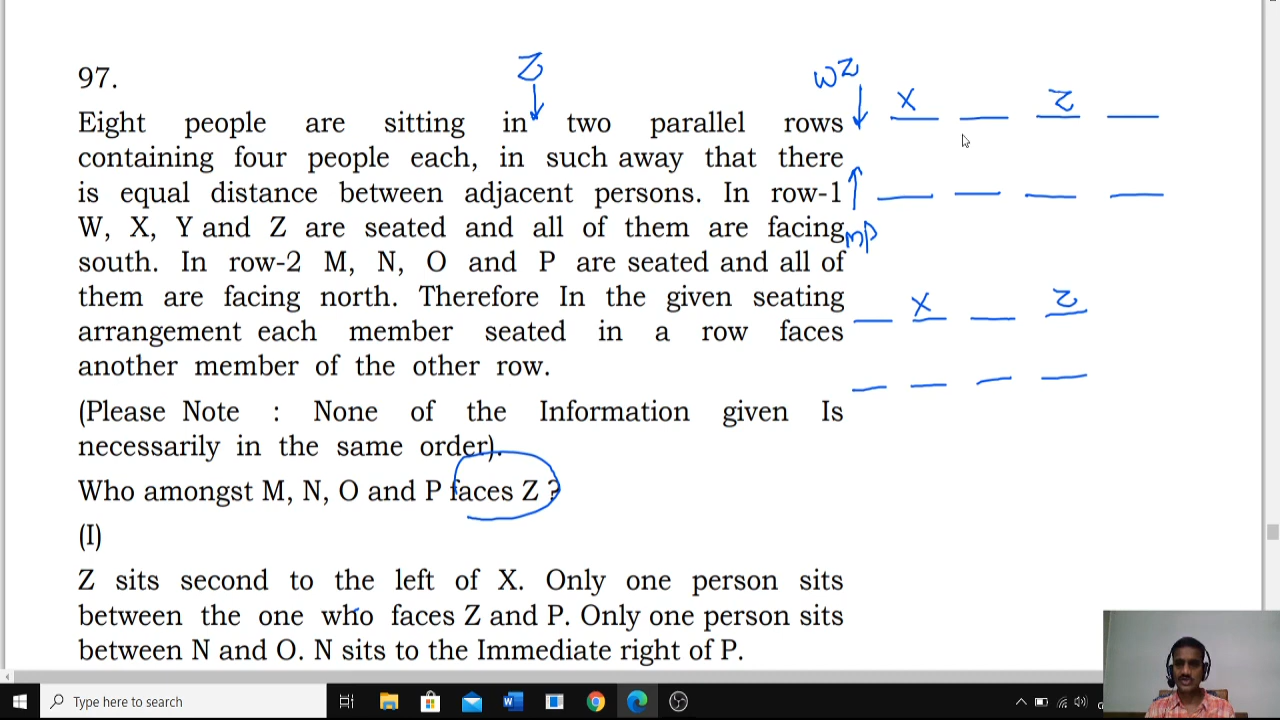 97.
Z
WZ
X Z
Eighteight people are sitting in two parallel rows
containing four people each, in such away that there
is equal distance between adjacent persons. In row-1
W, X, Y and Z are seated and all of them are facing
mp
south. In row-2 M, N, O and P are seated and all of
them are facing north. Therefore In the given seating
X Z
arrangement each member seated in a row faces
another member of the other row.
(Please Note : None of the Information given Is
necessarily in the same order).
Who amongst M, N, O and P faces Z ?
(I)
Z sits second to the left of X. Only one person sits
between the one who faces Z and P. Only one person sits
between N and O. N sits to the Immediate right of P.
Type here to search